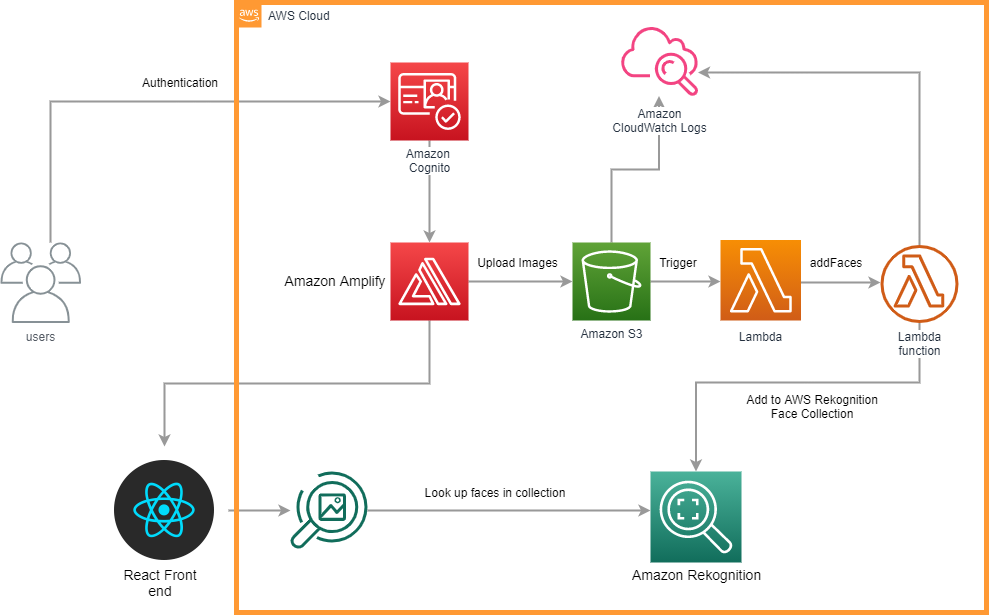 aws
AWS Cloud
Authentication
Amazon
Cognito
Amazon
CloudWatch Logs
users
Amazon Amplify
Upload Images
Amazon S3
Trigger
Lambda
addFaces
Lambda
function
Add to AWS Rekognition
Face Collection
React Front
end
Look up faces in collection
Amazon Rekognition